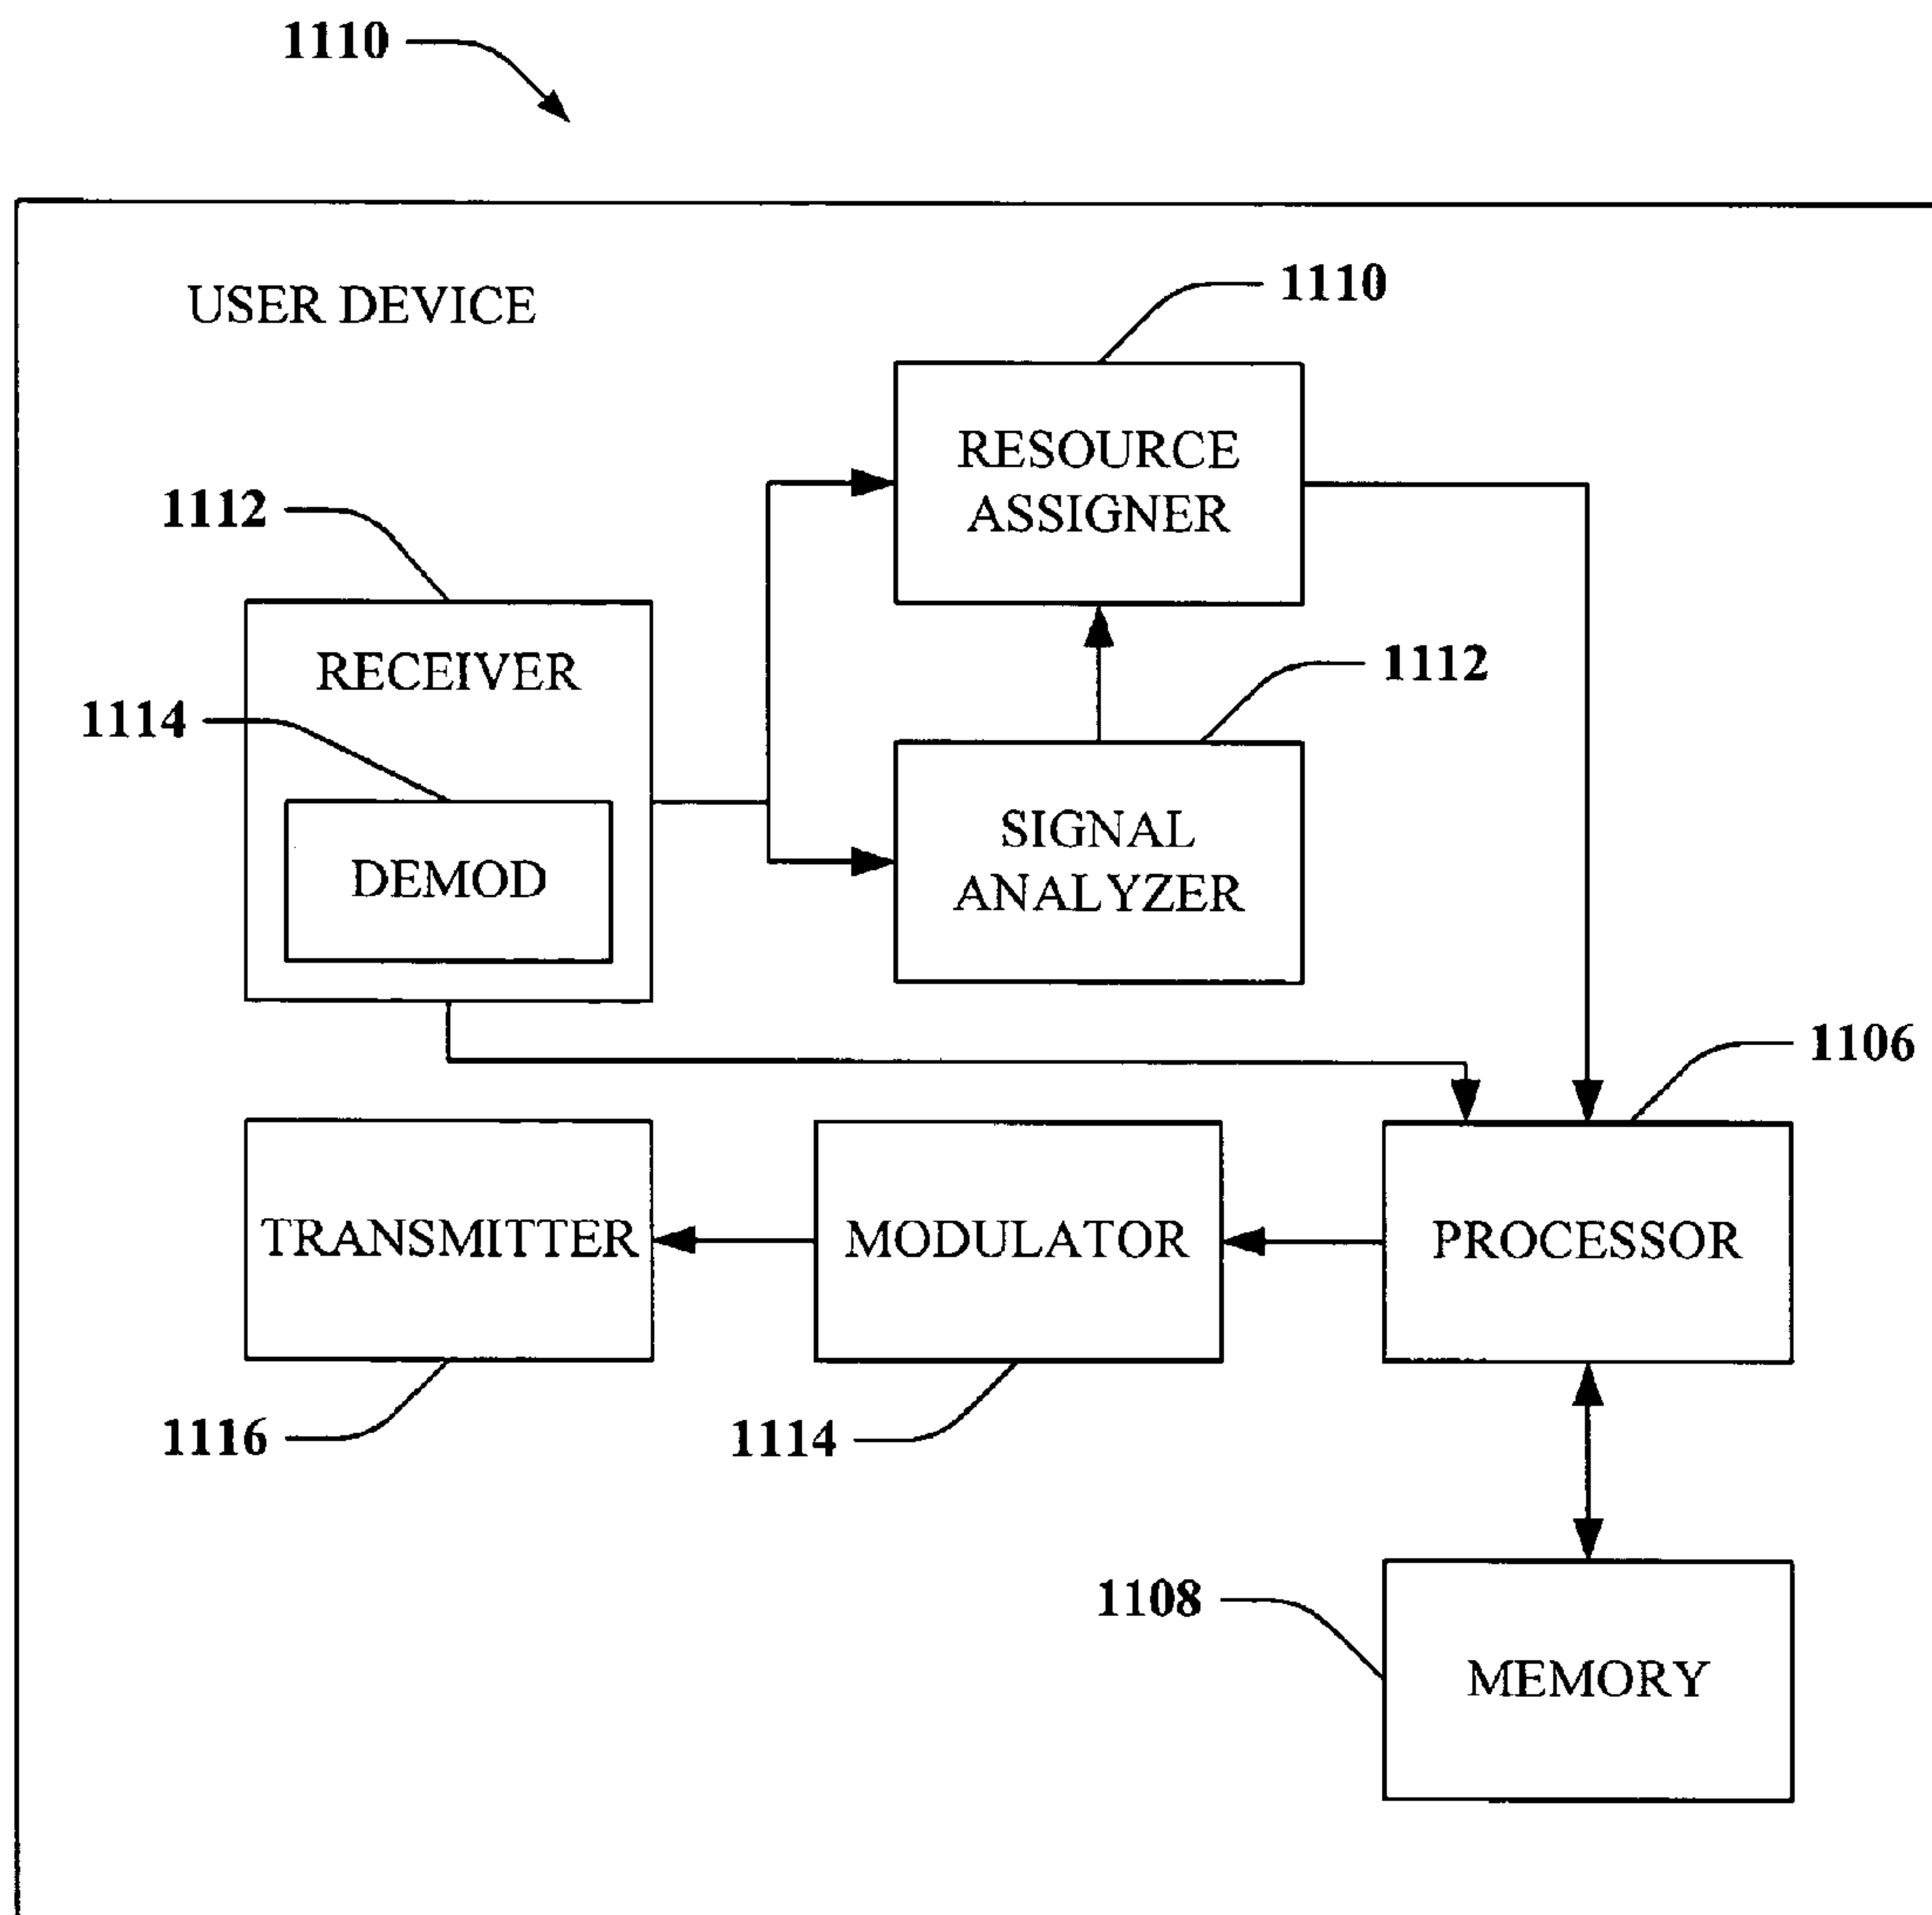 1110
USER DEVICE
1110
RESOURCE
ASSIGNER
1112
RECEIVER
1112
1114
DEMOD
SIGNAL
ANALYZER
1106
TRANSMITTER
MODULATOR
PROCESSOR
1116
1114
1108
MEMORY